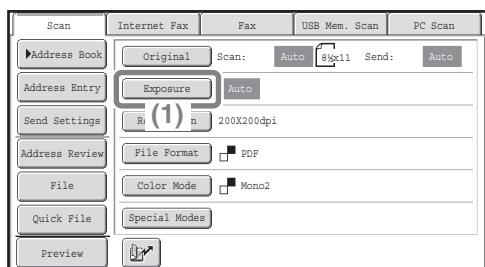 Scan Internet Fax Fax USB Mem. Scan PC Scan
Address Book Original Scan: Auto 8½x11 Send: Auto
Address Entry Exposure Auto
Send Settings (1) 200X200dpi
Address Review File Format PDF
File Color Mode Mono2
Quick File Special Modes
Preview